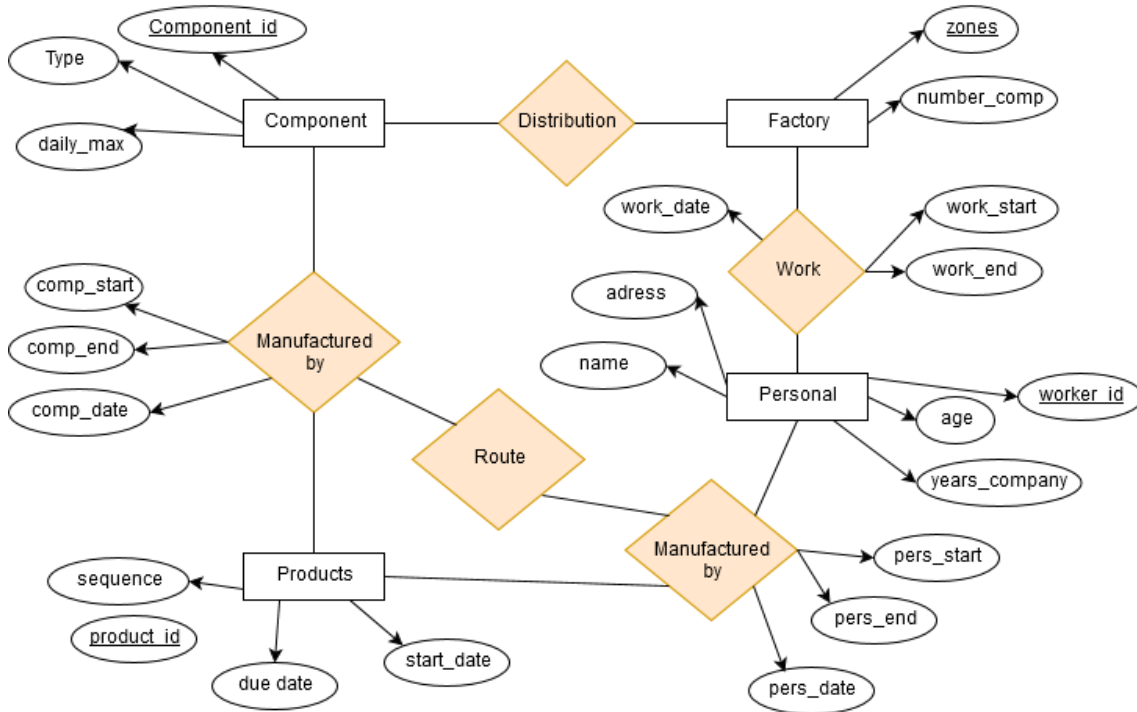 Component_id
zones
Type
number_comp
Component
Distribution
Factory
daily_max
work_date
work_start
Work
work_end
comp_start
adress
Manufactured
by
comp_end
name
Personal
worker_id
comp_date
age
Route
years_company
Manufactured
by
pers_start
sequence
Products
pers_end
product_id
start_date
due date
pers_date